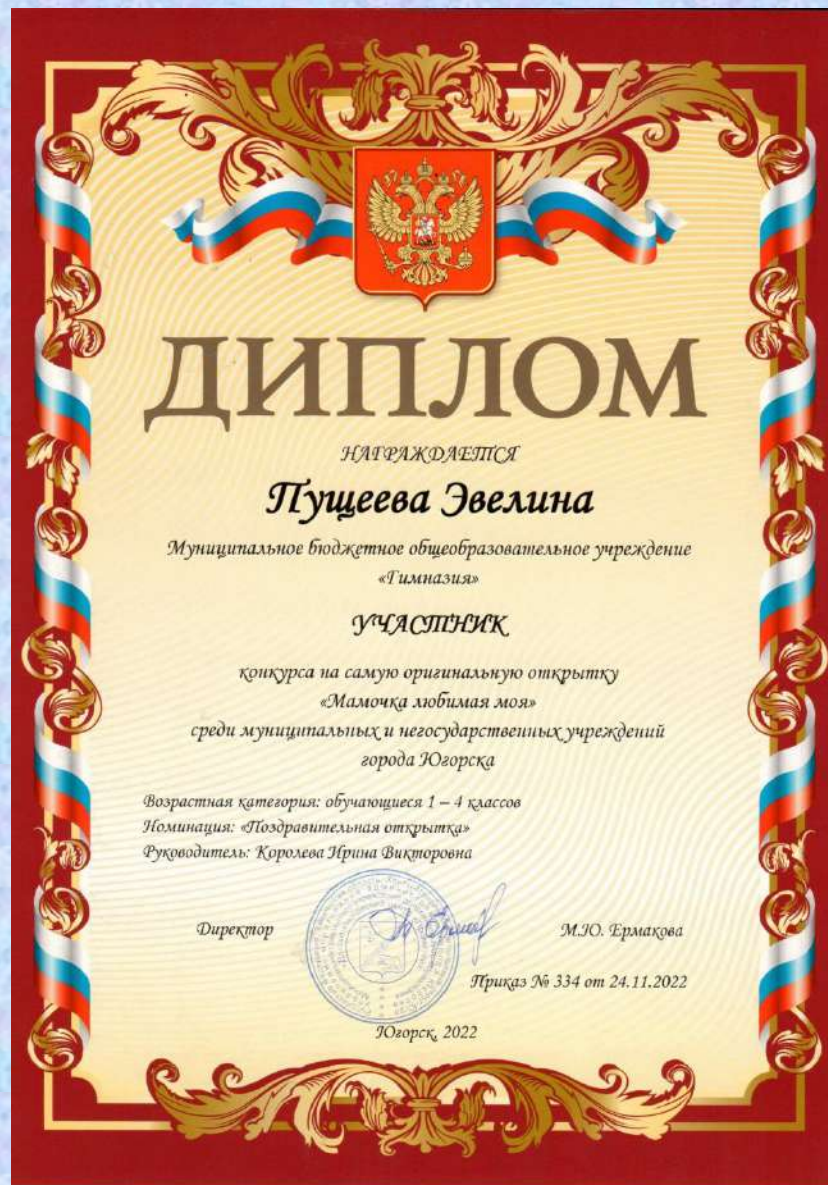 ДИПЛОМ
НАГРАЖДАЕТСЯ
Пущеева Эвелина
Муниципальное бюджетное общеобразовательное учреждение
«Гимназия»
УЧАСТНИК
конкурса на самую оригинальную открытку
«Мамочка любимая моя»
среди муниципальных и негосударственных учреждений
города Югорска
Возрастная категория: обучающиеся 1 – 4 классов
Номинация: «Поздравительная открытка»
Руководитель: Королева Ирина Викторовна
Директор М.Ю. Ермакова
Приказ № 334 от 24.11.2022
Югорск, 2022